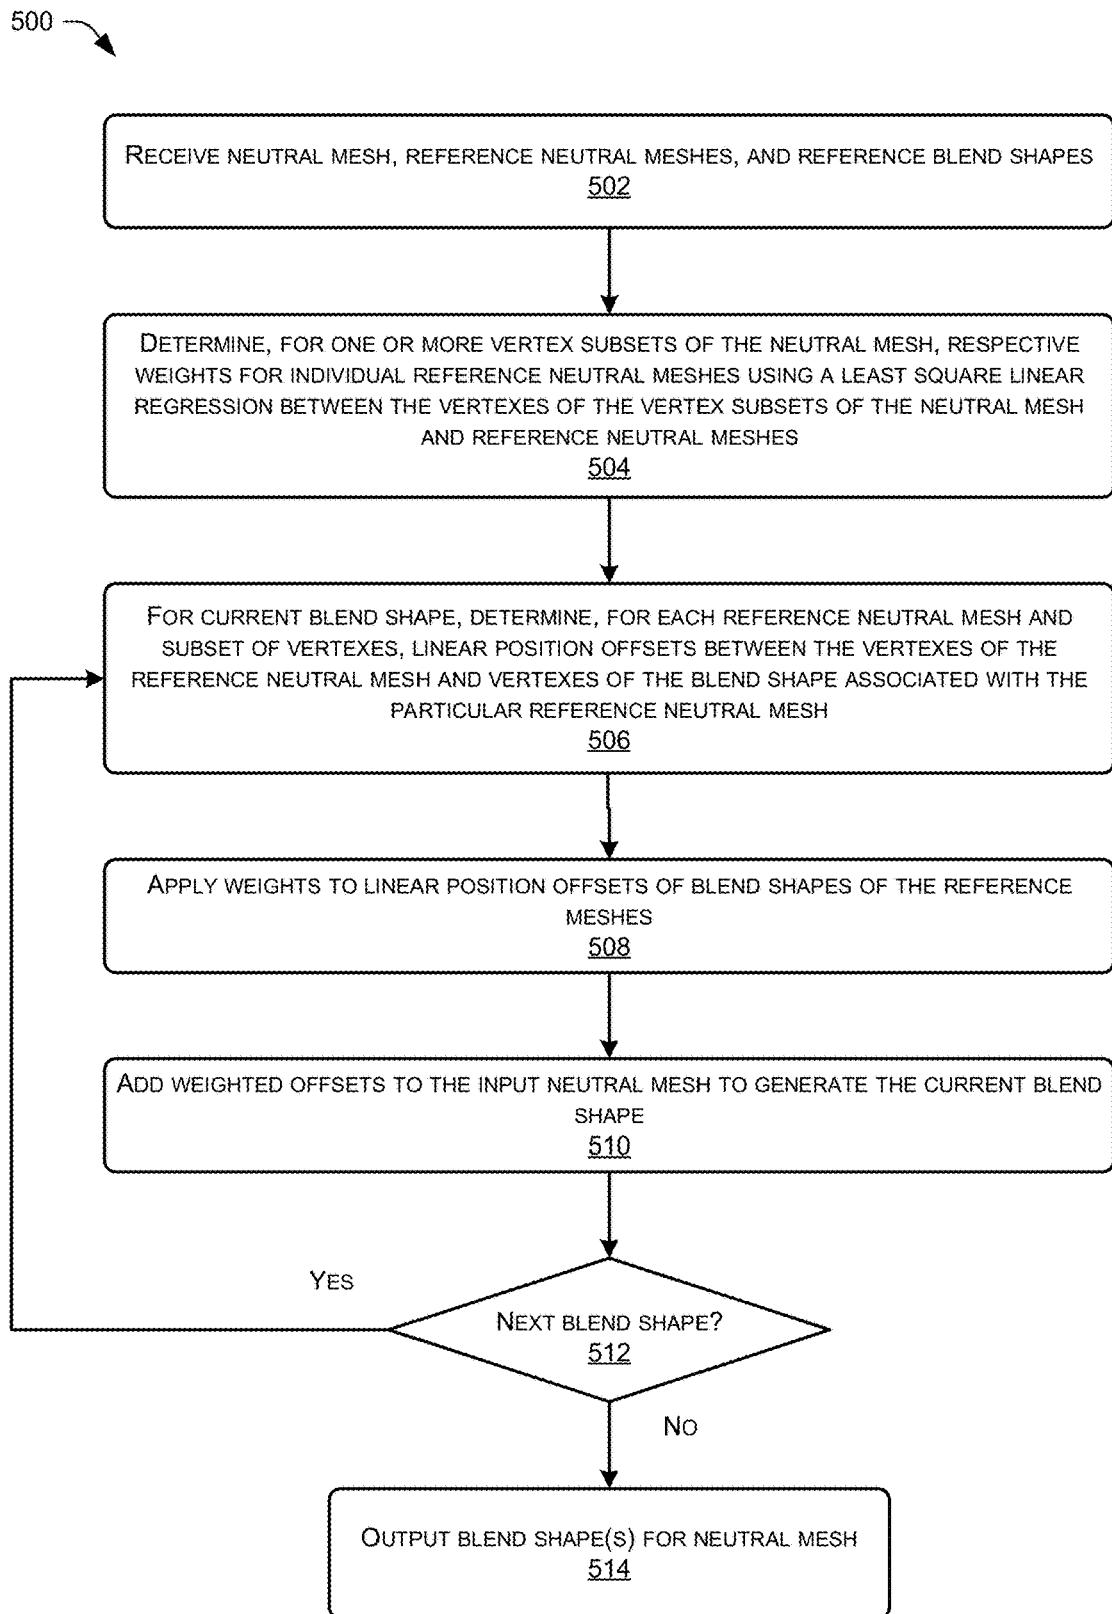 500
RECEIVE NEUTRAL MESH, REFERENCE NEUTRAL MESHES, AND REFERENCE BLEND SHAPES
502
DETERMINE, FOR ONE OR MORE VERTEX SUBSETS OF THE NEUTRAL MESH, RESPECTIVE
WEIGHTS FOR INDIVIDUAL REFERENCE NEUTRAL MESHES USING A LEAST SQUARE LINEAR
REGRESSION BETWEEN THE VERTEXES OF THE VERTEX SUBSETS OF THE NEUTRAL MESH
AND REFERENCE NEUTRAL MESHES
504
FOR CURRENT BLEND SHAPE, DETERMINE, FOR EACH REFERENCE NEUTRAL MESH AND
SUBSET OF VERTEXES, LINEAR POSITION OFFSETS BETWEEN THE VERTEXES OF THE
REFERENCE NEUTRAL MESH AND VERTEXES OF THE BLEND SHAPE ASSOCIATED WITH THE
PARTICULAR REFERENCE NEUTRAL MESH
506
APPLY WEIGHTS TO LINEAR POSITION OFFSETS OF BLEND SHAPES OF THE REFERENCE
MESHES
508
ADD WEIGHTED OFFSETS TO THE INPUT NEUTRAL MESH TO GENERATE THE CURRENT BLEND
SHAPE
510
YES
NEXT BLEND SHAPE?
512
NO
OUTPUT BLEND SHAPE(S) FOR NEUTRAL MESH
514